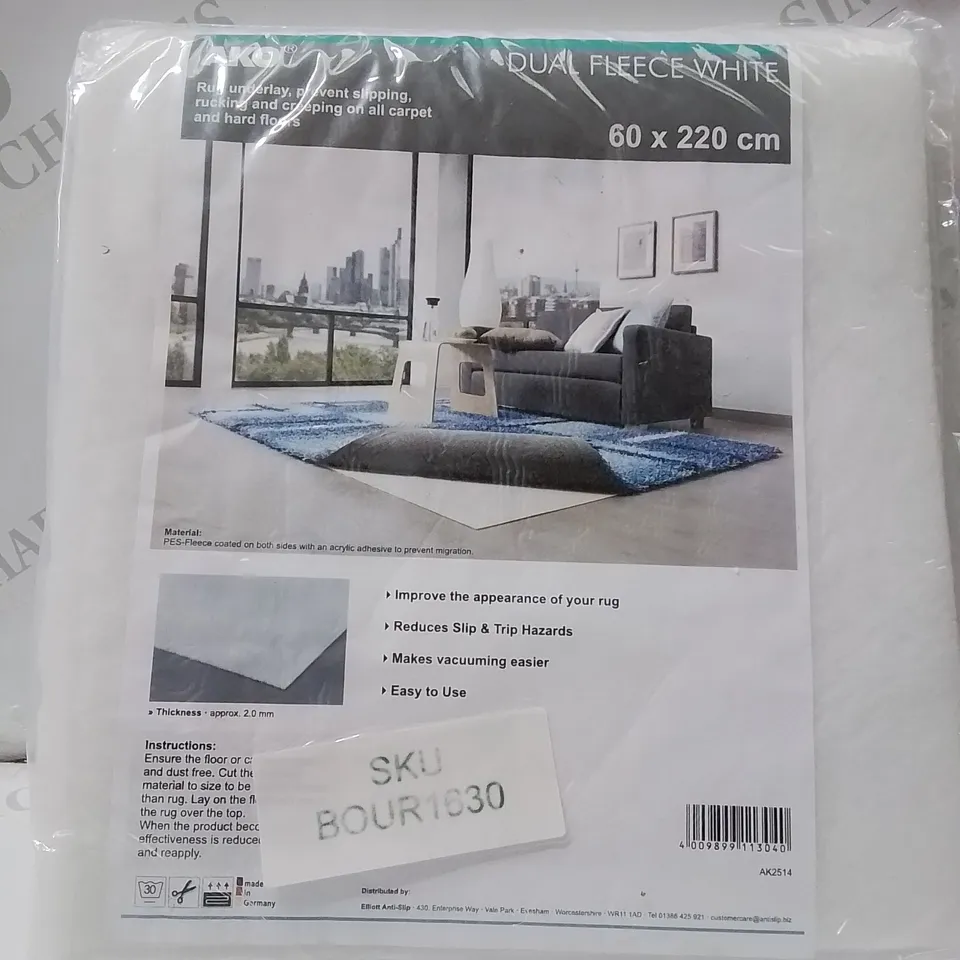 AKO®
DUAL FLEECE WHITE
Rug underlay, prevent slipping,
rucking and creeping on all carpet
and hard floors
60 x 220 cm
Material:
PES-Fleece coated on both sides with an acrylic adhesive to prevent migration.
Improve the appearance of your rug
Reduces Slip & Trip Hazards
Makes vacuuming easier
Easy to Use
» Thickness - approx. 2.0 mm
Instructions:
Ensure the floor or
and dust free. Cut the
material to size to be
than rug. Lay on the
the rug over the top.
When the product
effectiveness is
and reapply.
SKU
BOUR1630
4 009899 113040
AK2514
30
made
in
Germany
Distributed by:
Elliott Anti-Slip · 430, Enterprise Way · Vale Park · Evesham · Worcestershire · WR11 1AD · Tel 01386 425 921 · customercare@antislip.biz